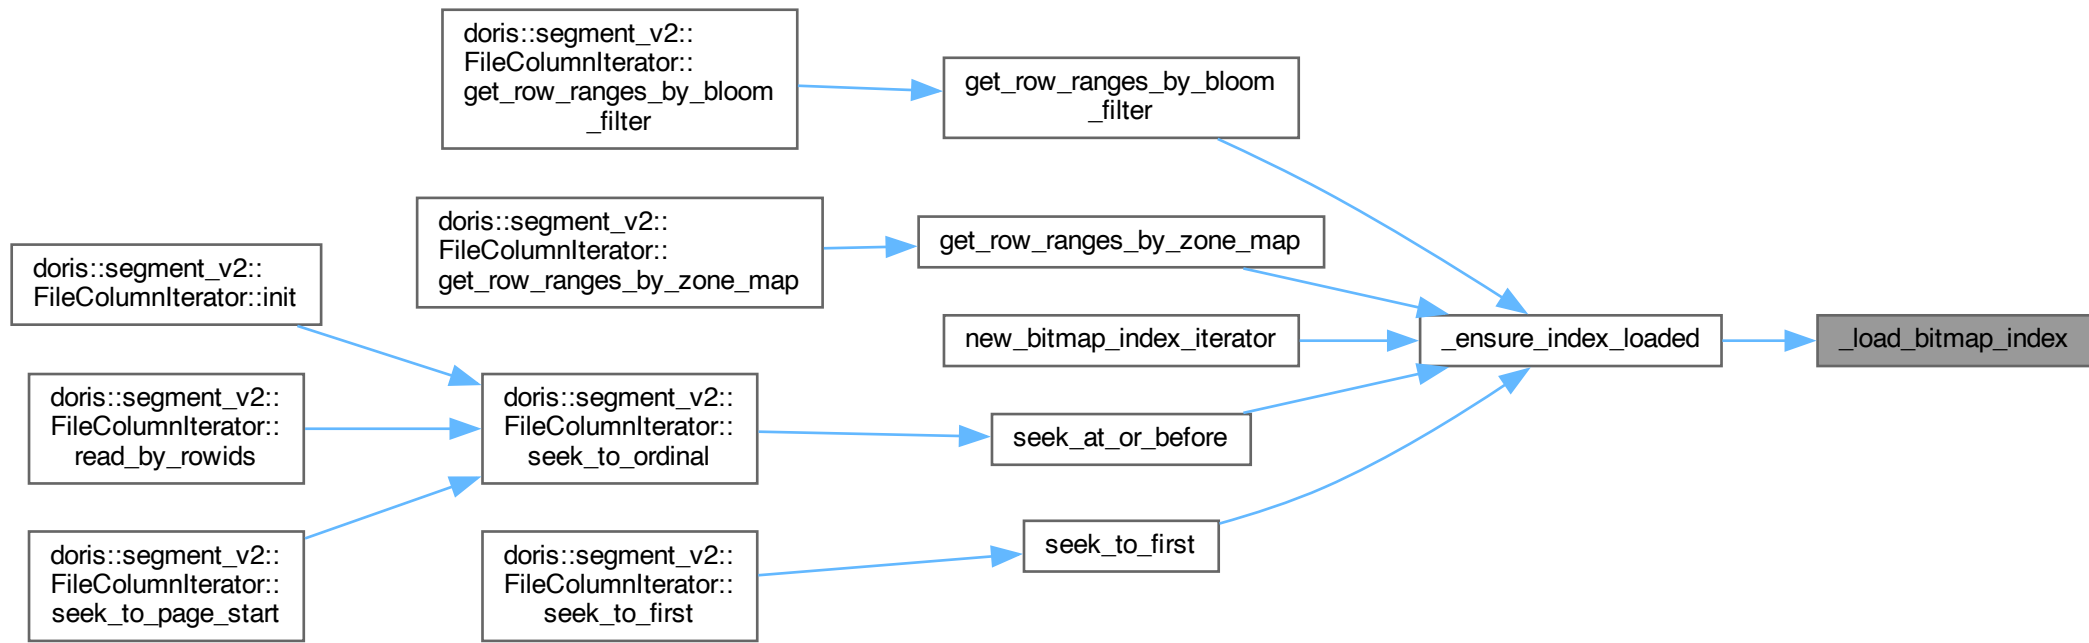 doris::segment_v2::
FileColumnIterator::
get_row_ranges_by_bloom
_filter
get_row_ranges_by_bloom
_filter
doris::segment_v2::
FileColumnIterator::
get_row_ranges_by_zone_map
get_row_ranges_by_zone_map
doris::segment_v2::
FileColumnIterator::init
new_bitmap_index_iterator
_ensure_index_loaded
_load_bitmap_index
doris::segment_v2::
FileColumnIterator::
read_by_rowids
doris::segment_v2::
FileColumnIterator::
seek_to_ordinal
seek_at_or_before
doris::segment_v2::
FileColumnIterator::
seek_to_page_start
doris::segment_v2::
FileColumnIterator::
seek_to_first
seek_to_first